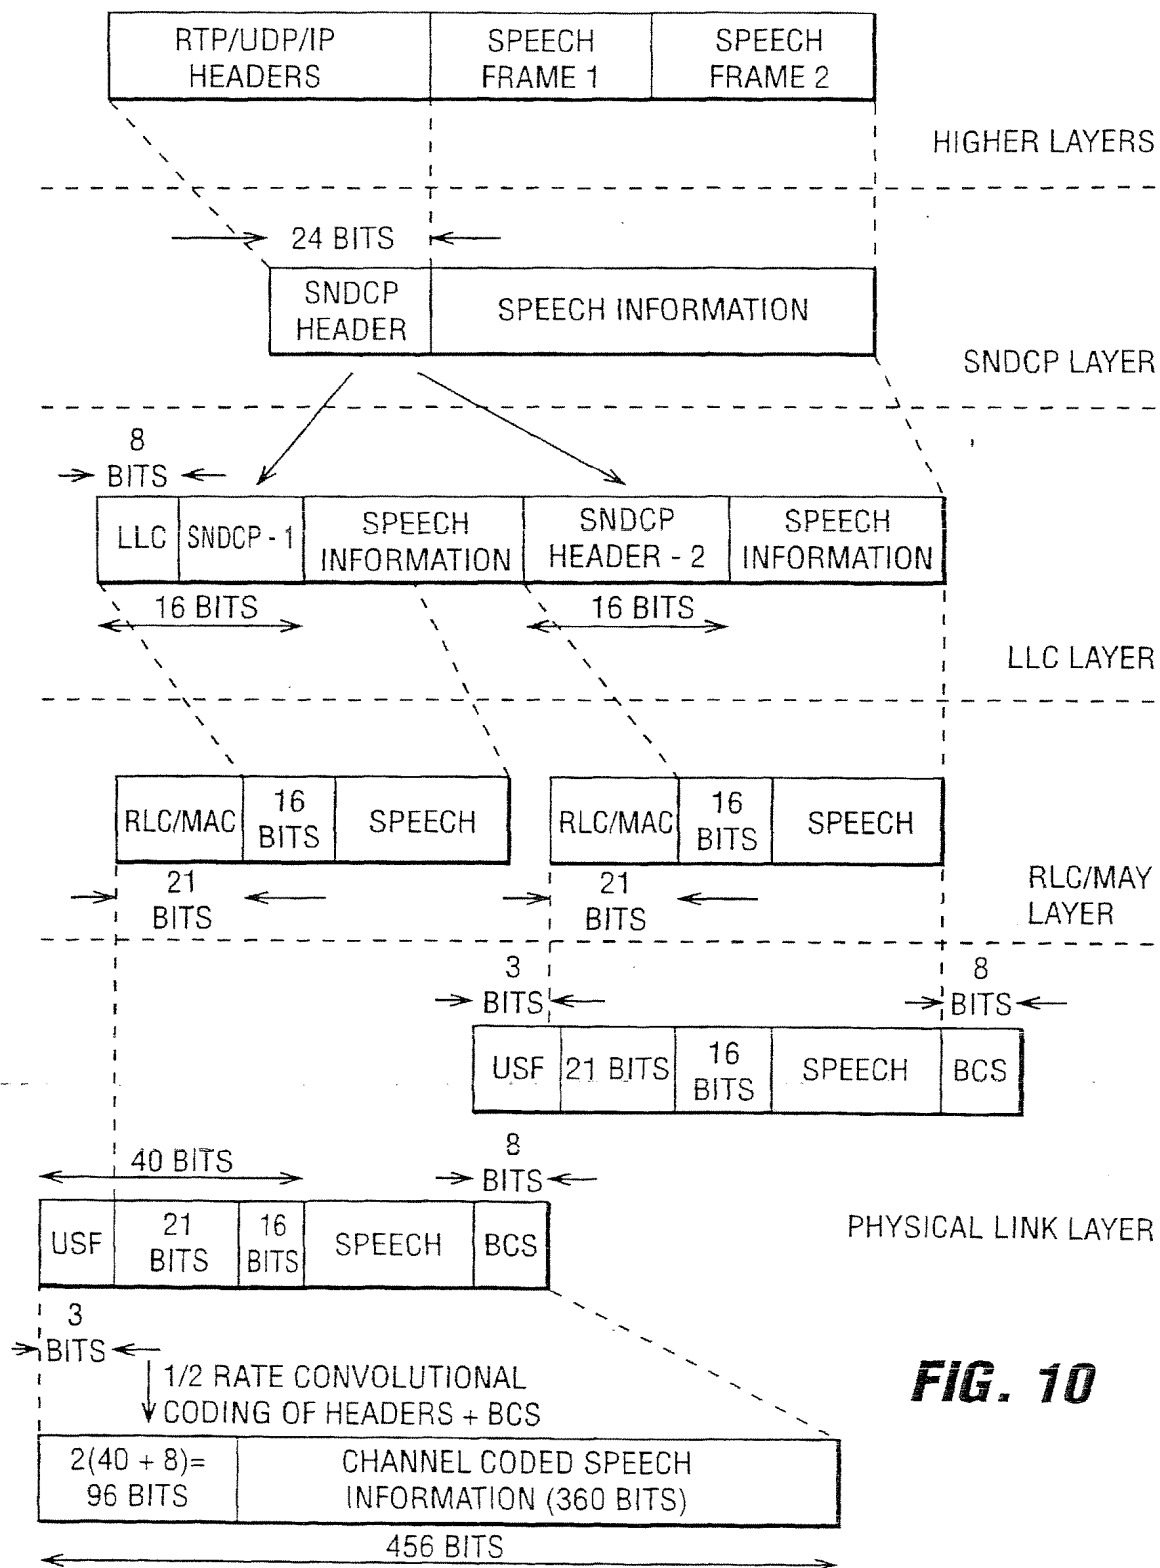 RTP/UDP/IP
HEADERS
SPEECH
FRAME 1
SPEECH
FRAME 2
HIGHER LAYERS
24 BITS
SNDCP
HEADER
SPEECH INFORMATION
SNDCP LAYER
8
BITS
LLC
SNDCP - 1
SPEECH
INFORMATION
SNDCP
HEADER - 2
SPEECH
INFORMATION
16 BITS
16 BITS
LLC LAYER
RLC/MAC
16
BITS
SPEECH
RLC/MAC
16
BITS
SPEECH
21
BITS
21
BITS
RLC/MAY
LAYER
3
BITS
8
BITS
USF
21 BITS
16
BITS
SPEECH
BCS
40 BITS
8
BITS
USF
21
BITS
16
BITS
SPEECH
BCS
PHYSICAL LINK LAYER
3
BITS
1/2 RATE CONVOLUTIONAL
CODING OF HEADERS + BCS
FIG. 10
2(40 + 8)=
96 BITS
CHANNEL CODED SPEECH
INFORMATION (360 BITS)
456 BITS